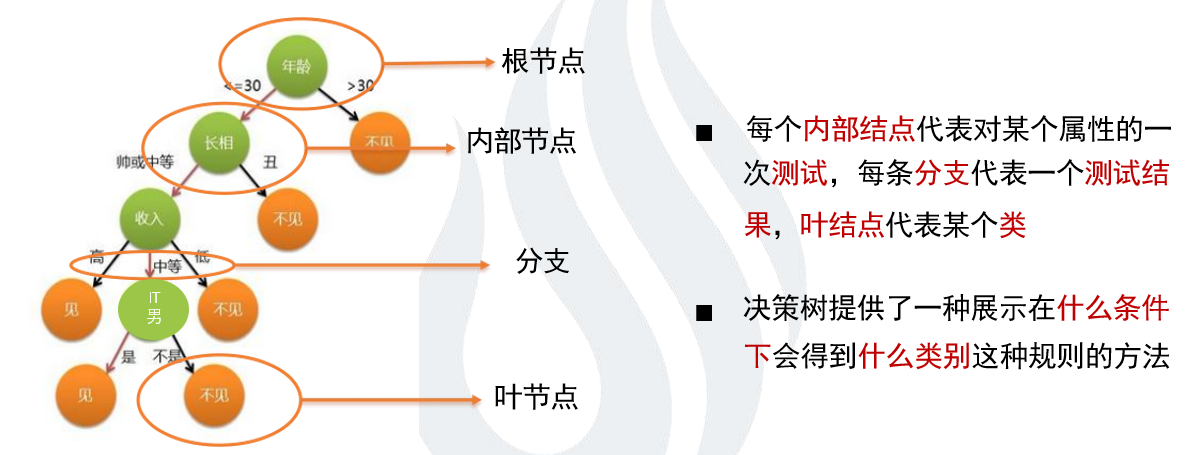 年龄
根节点
<=30
>30
长相
不见
内部节点
帅或中等
丑
收入
不见
高
中等
低
分支
见
IT
男
不见
是
不是
见
不见
叶节点
■ 每个内部结点代表对某个属性的一
次测试，每条分支代表一个测试结
果，叶结点代表某个类
■ 决策树提供了一种展示在什么条件
下会得到什么类别这种规则的方法